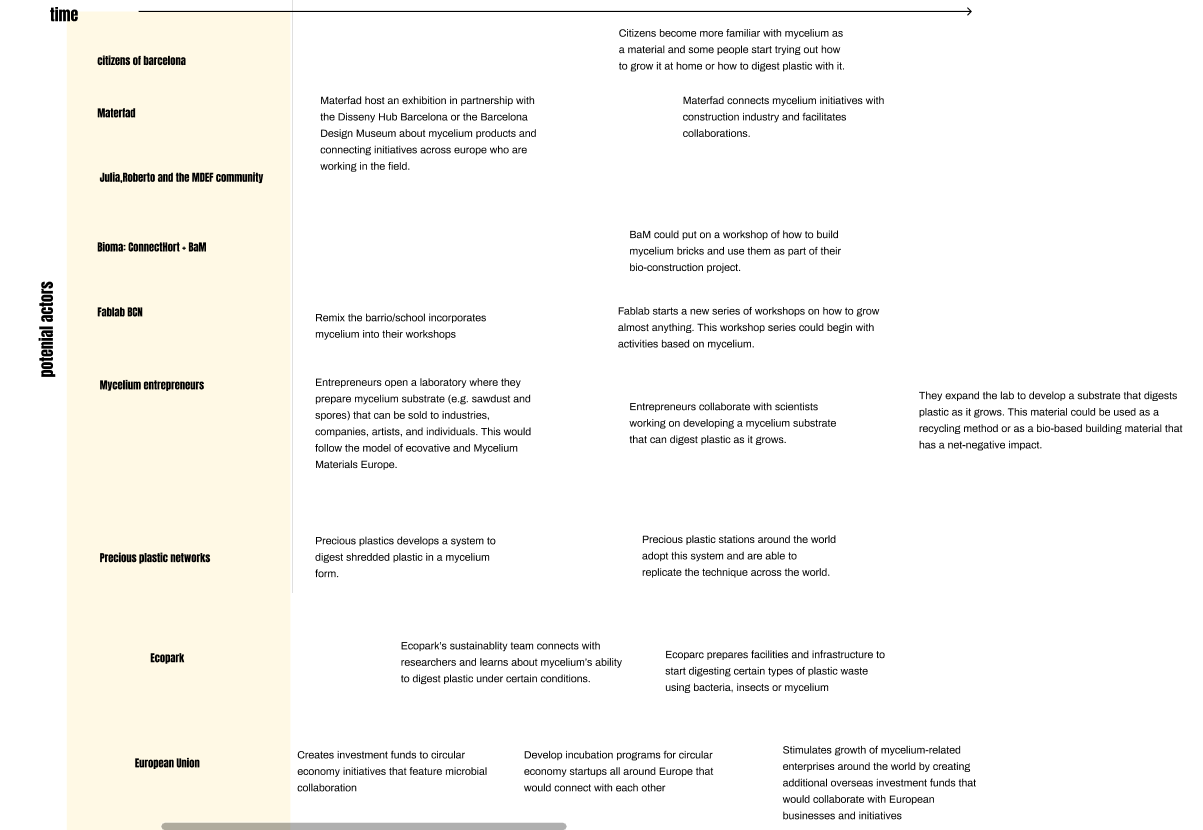 time
citizens of barcelona
Citizens become more familiar with mycelium as
a material and some people start trying out how
to grow it at home or how to digest plastic with it.
Materfad
Materfad host an exhibition in partnership with
the Disseny Hub Barcelona or the Barcelona
Design Museum about mycelium products and
connecting initiatives across europe who are
working in the field.
Materfad connects mycelium initiatives with
construction industry and facilitates
collaborations.
Julia,Roberto and the MDEF community
Bioma: ConnectHort + BaM
BaM could put on a workshop of how to build
mycelium bricks and use them as part of their
bio-construction project.
potenial actors
Fablab BCN
Remix the barrio/school incorporates
mycelium into their workshops
Fablab starts a new series of workshops on how to grow
almost anything. This workshop series could begin with
activities based on mycelium.
Mycelium entrepreneurs
Entrepreneurs open a laboratory where they
prepare mycelium substrate (e.g. sawdust and
spores) that can be sold to industries,
companies, artists, and individuals. This would
follow the model of ecovative and Mycelium
Materials Europe.
Entrepreneurs collaborate with scientists
working on developing a mycelium substrate
that can digest plastic as it grows.
They expand the lab to develop a substrate that digests
plastic as it grows. This material could be used as a
recycling method or as a bio-based building material that
has a net-negative impact.
Precious plastic networks
Precious plastics develops a system to
digest shredded plastic in a mycelium
form.
Precious plastic stations around the world
adopt this system and are able to
replicate the technique across the world.
Ecopark
Ecopark's sustainablity team connects with
researchers and learns about mycelium's ability
to digest plastic under certain conditions.
Ecoparc prepares facilities and infrastructure to
start digesting certain types of plastic waste
using bacteria, insects or mycelium
European Union
Creates investment funds to circular
economy initiatives that feature microbial
collaboration
Develop incubation programs for circular
economy startups all around Europe that
would connect with each other
Stimulates growth of mycelium-related
enterprises around the world by creating
additional overseas investment funds that
would collaborate with European
businesses and initiatives